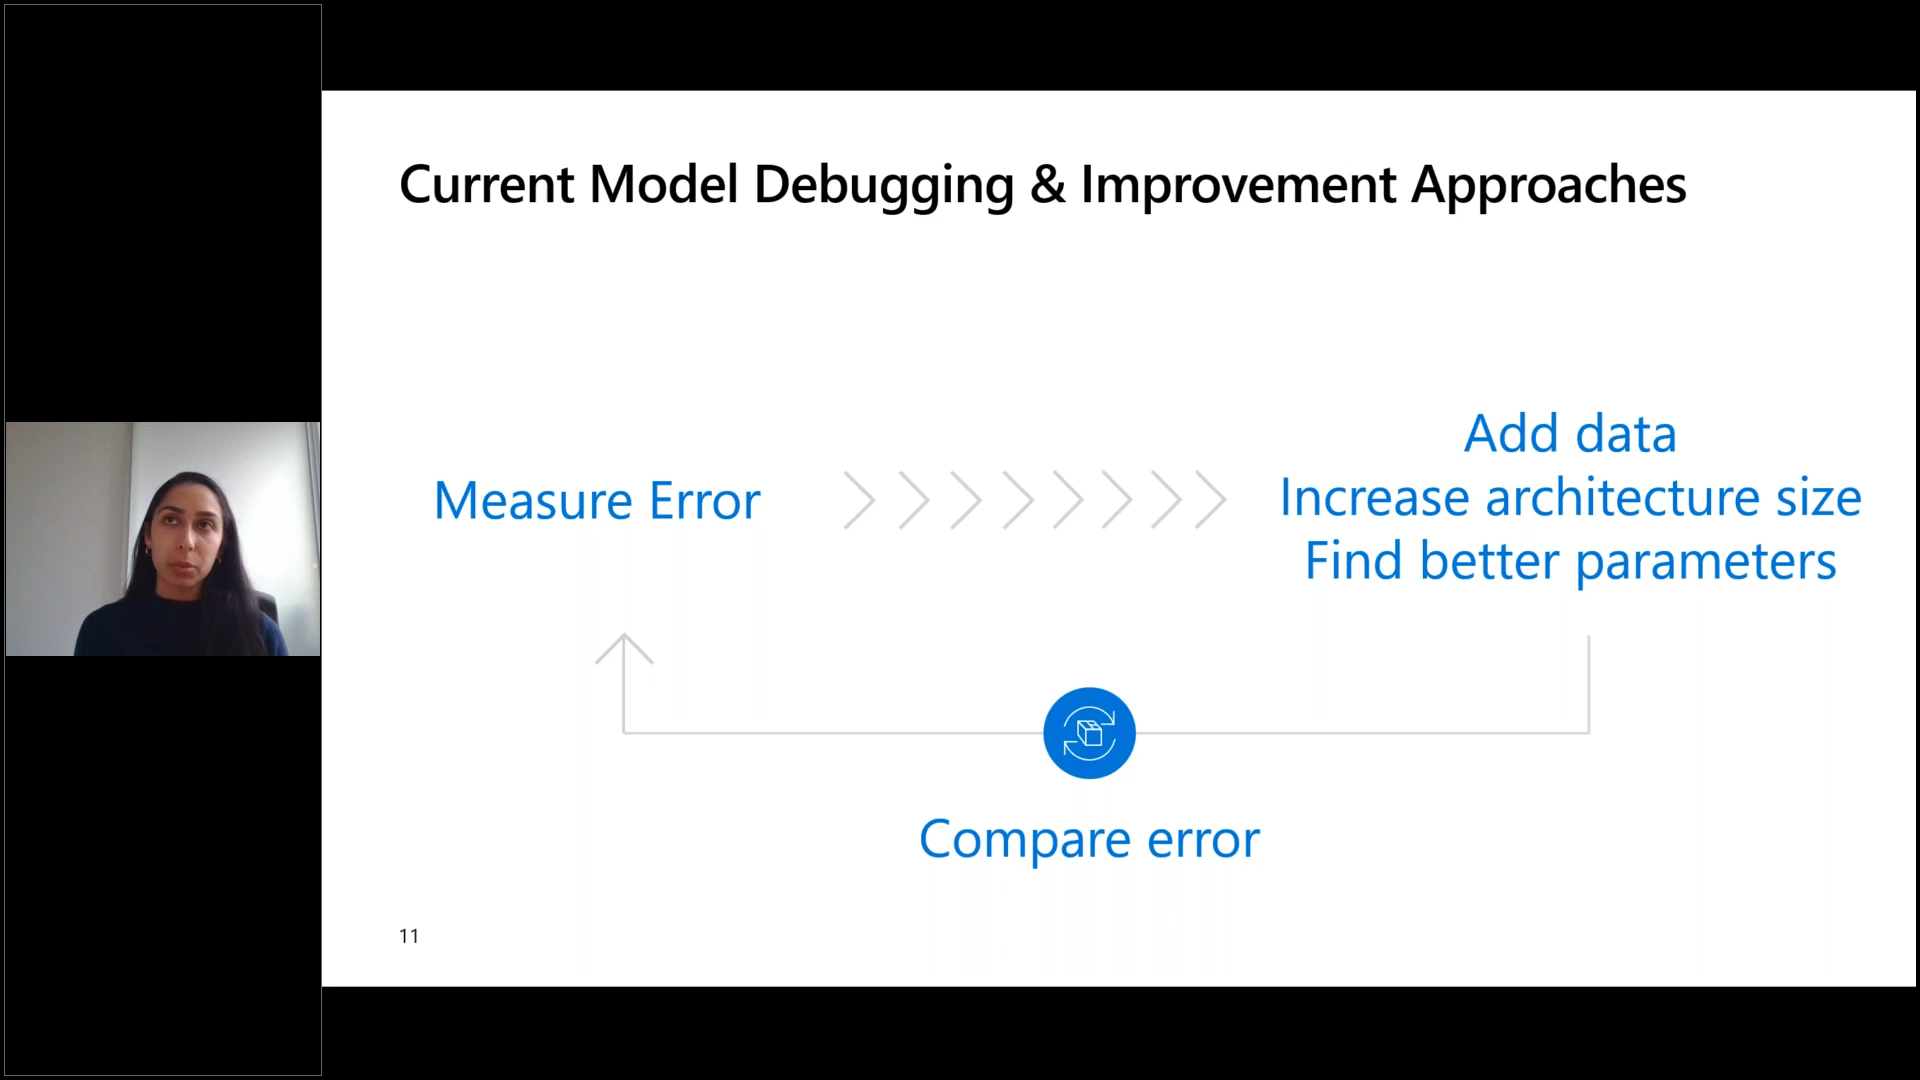 Current Model Debugging & Improvement Approaches
Measure Error
Add data
Increase architecture size
Find better parameters
Compare error
11